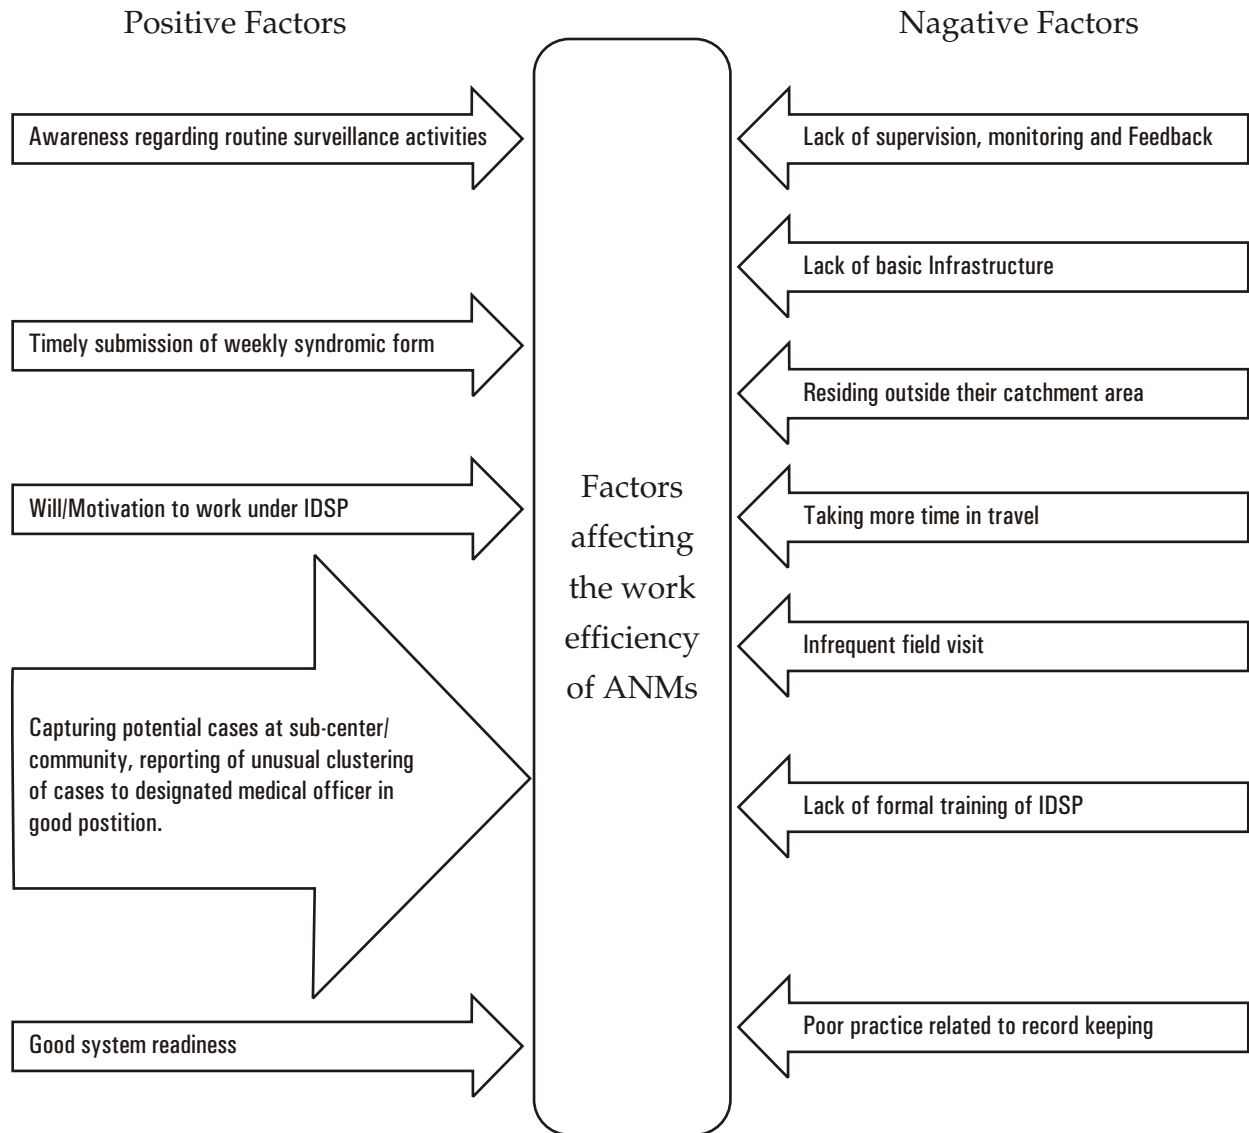 Positive Factors
Nagative Factors
Awareness regarding routine surveillance activities
Timely submission of weekly syndromic form
Will/Motivation to work under IDSP
Capturing potential cases at sub-center/
community, reporting of unusual clustering
of cases to designated medical officer in
good postition.
Good system readiness
Factors
affecting
the work
efficiency
of ANMs
Lack of supervision, monitoring and Feedback
Lack of basic Infrastructure
Residing outside their catchment area
Taking more time in travel
Infrequent field visit
Lack of formal training of IDSP
Poor practice related to record keeping